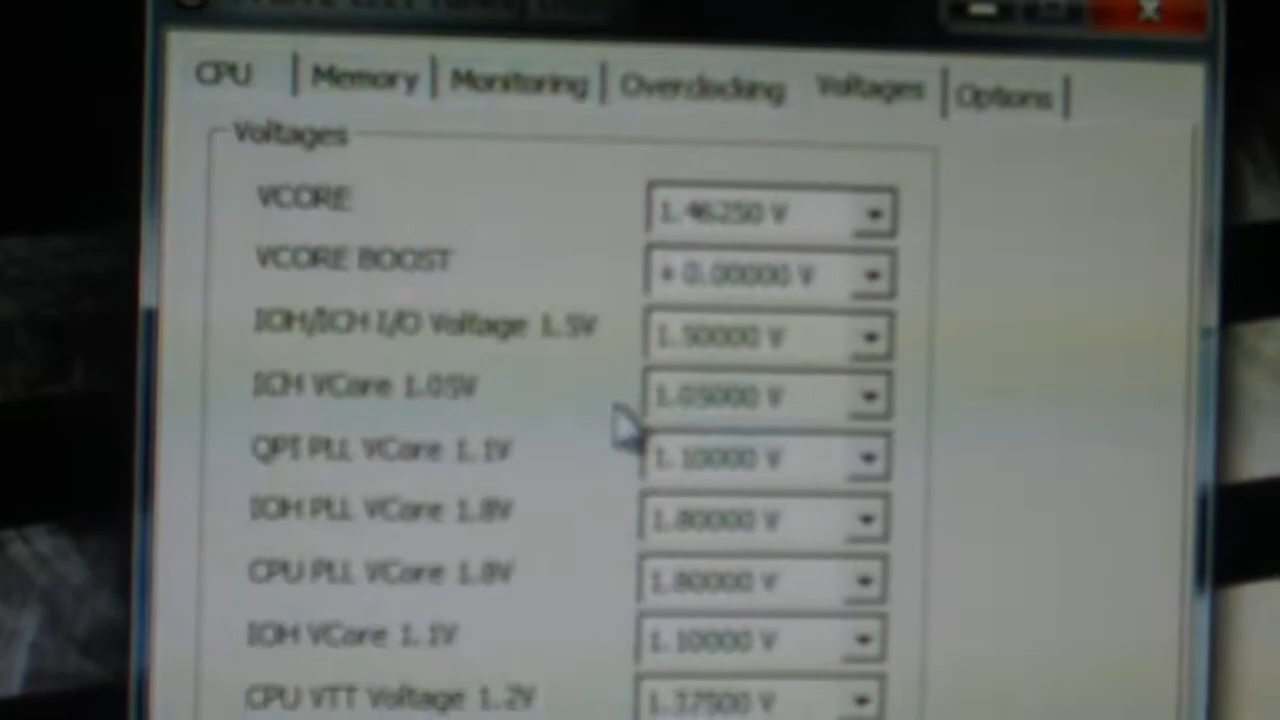 CPU Memory Monitoring Overclocking Voltages Options
Voltages
VCORE 1.46250 V
VCORE BOOST + 0.00000 V
IOH/ICH I/O Voltage 1.5V 1.50000 V
ICH VCore 1.05V 1.05000 V
QPI PLL VCore 1.1V 1.10000 V
IOH PLL VCore 1.8V 1.80000 V
CPU PLL VCore 1.8V 1.80000 V
IOH VCore 1.1V 1.10000 V
CPU VTT Voltage 1.2V 1.37500 V